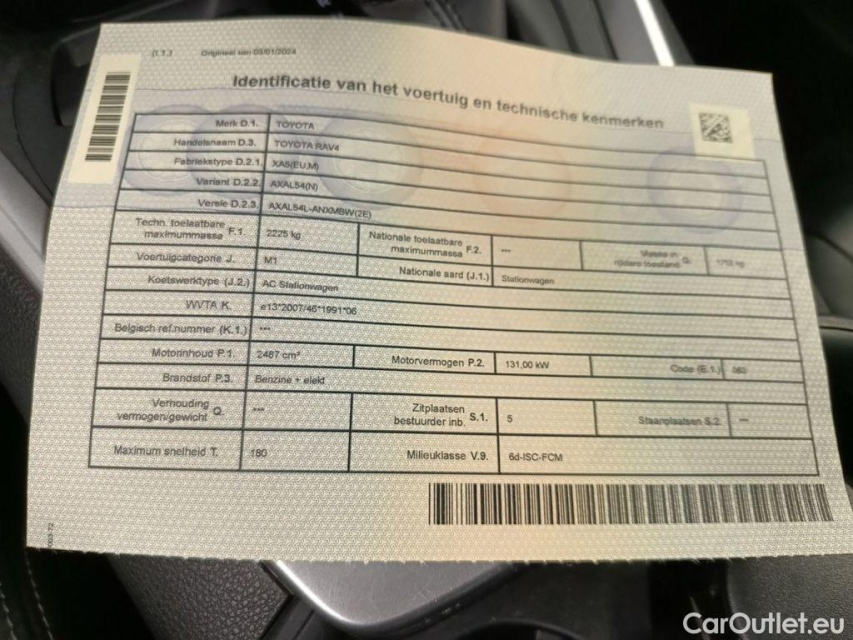 (I.1.) Origineel van 03/01/2024
Identificatie van het voertuig en technische kenmerken
Merk D.1. TOYOTA
Handelsnaam D.3. TOYOTA RAV4
Fabriekstype D.2.1. XA5(EU,M)
Variant D.2.2. AXAL54(N)
Versie D.2.3. AXAL54L-ANXMBW(2E)
Techn. toelaatbare maximummassa F.1. 2225 kg Nationale toelaatbare maximummassa F.2. --- Massa in rijklare toestand G.
Voertuigcategorie J. M1 Nationale aard (J.1.) Stationwagen
Koetswerktype (J.2.) AC Stationwagen
WVTA K. e13*2007/46*1991*06
Belgisch ref.nummer (K.1.) ---
Motorinhoud P.1. 2487 cm³ Motorvermogen P.2. 131,00 kW Code (E.1.)
Brandstof P.3. Benzine + elekt
Verhouding vermogen/gewicht Q. --- Zitplaatsen bestuurder inb. S.1. 5 Staanplaatsen S.2. ---
Maximum snelheid T. 180 Milieuklasse V.9. 6d-ISC-FCM
CarOutlet.eu